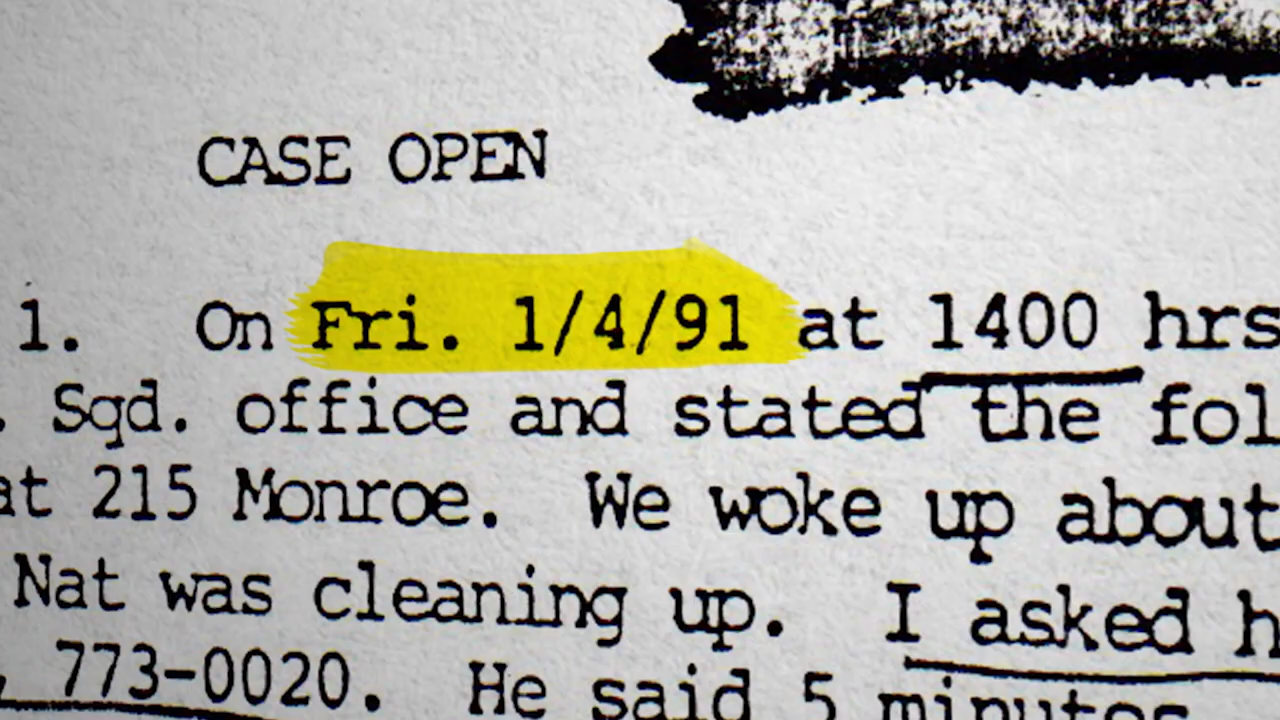 CASE OPEN
1. On Fri. 1/4/91 at 1400 hrs
. Sqd. office and stated the fol
at 215 Monroe. We woke up about
Nat was cleaning up. I asked h
, 773-0020. He said 5 minutes